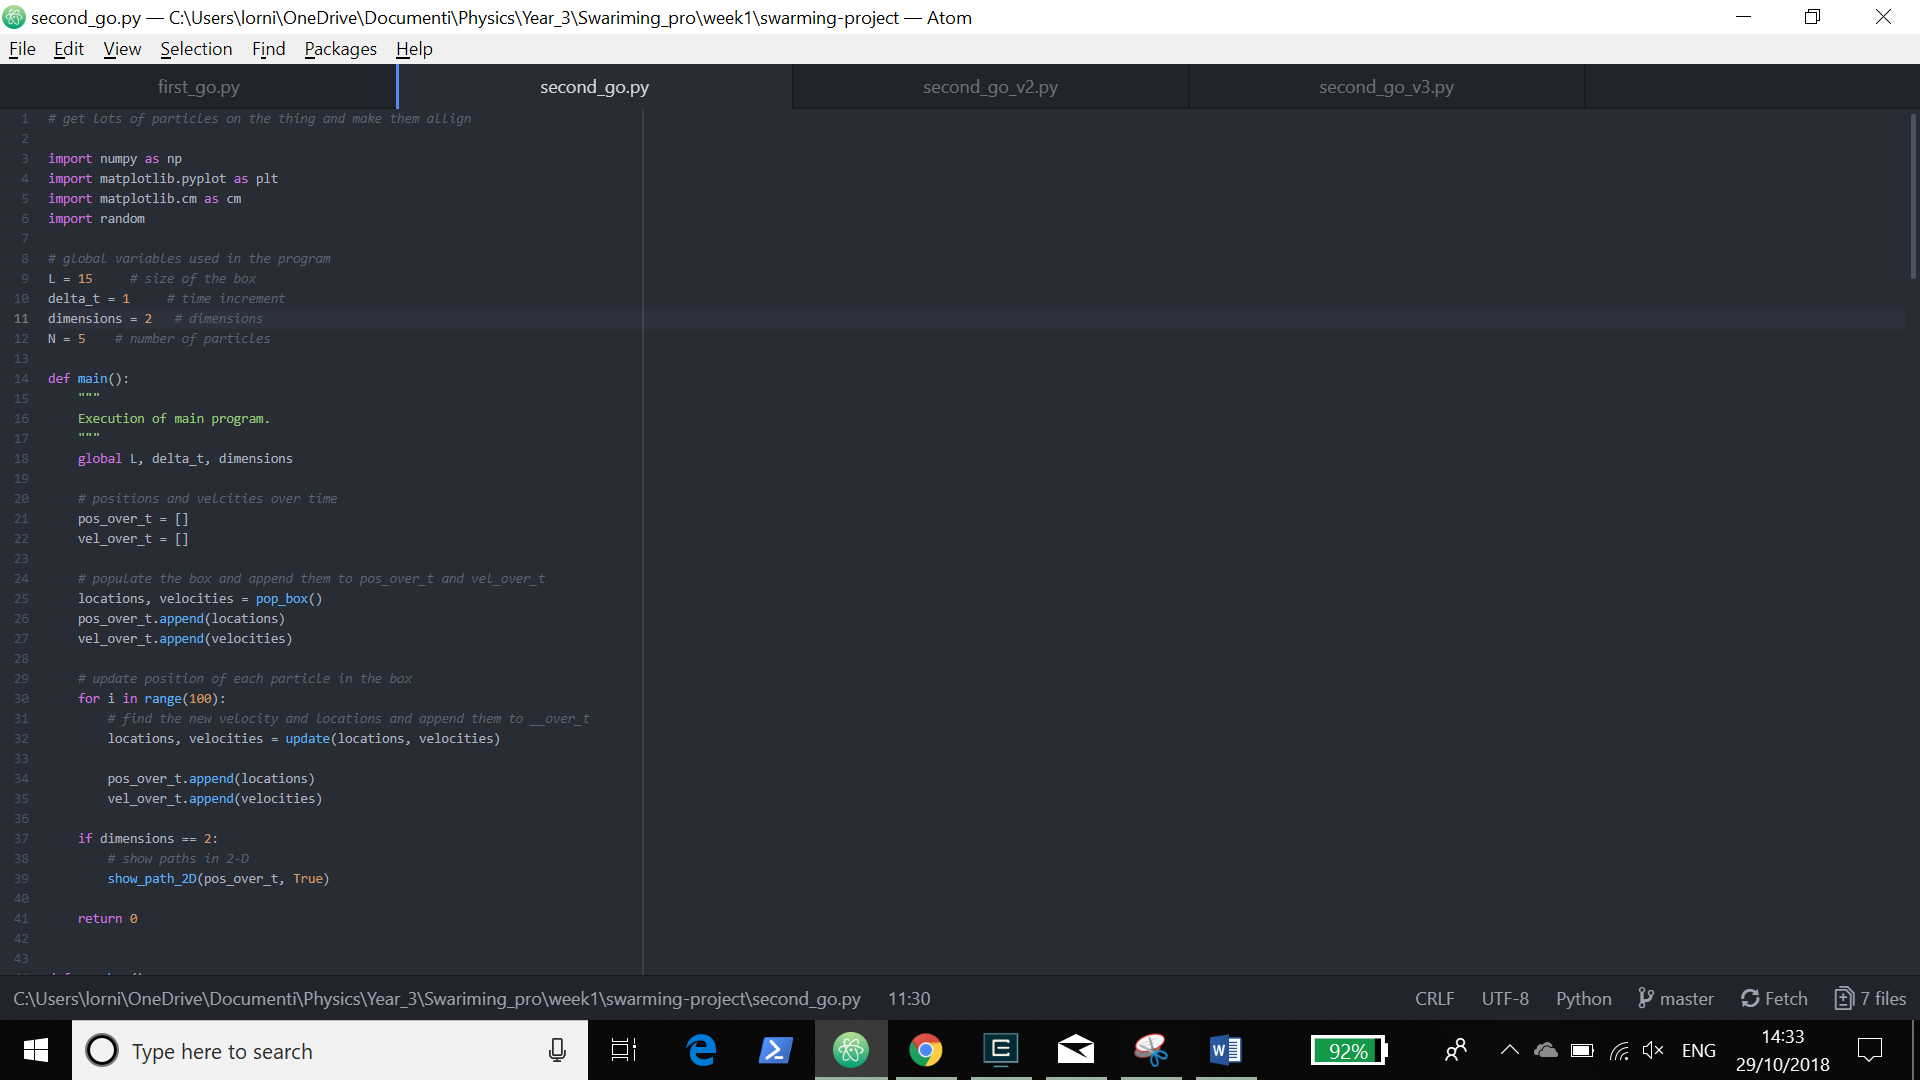 second_go.py — C:\Users\lorni\OneDrive\Documenti\Physics\Year_3\Swariming_pro\week1\swarming-project — Atom
File Edit View Selection Find Packages Help
first_go.py second_go.py second_go_v2.py second_go_v3.py
1 # get lots of particles on the thing and make them allign
2
3 import numpy as np
4 import matplotlib.pyplot as plt
5 import matplotlib.cm as cm
6 import random
7
8 # global variables used in the program
9 L = 15     # size of the box
10 delta_t = 1     # time increment
11 dimensions = 2   # dimensions
12 N = 5    # number of particles
13
14 def main():
15     """
16     Execution of main program.
17     """
18     global L, delta_t, dimensions
19
20     # positions and velcities over time
21     pos_over_t = []
22     vel_over_t = []
23
24     # populate the box and append them to pos_over_t and vel_over_t
25     locations, velocities = pop_box()
26     pos_over_t.append(locations)
27     vel_over_t.append(velocities)
28
29     # update position of each particle in the box
30     for i in range(100):
31         # find the new velocity and locations and append them to __over_t
32         locations, velocities = update(locations, velocities)
33
34         pos_over_t.append(locations)
35         vel_over_t.append(velocities)
36
37     if dimensions == 2:
38         # show paths in 2-D
39         show_path_2D(pos_over_t, True)
40
41     return 0
42
43
C:\Users\lorni\OneDrive\Documenti\Physics\Year_3\Swariming_pro\week1\swarming-project\second_go.py 11:30 CRLF UTF-8 Python master Fetch 7 files
Type here to search 92% ENG 14:33
29/10/2018